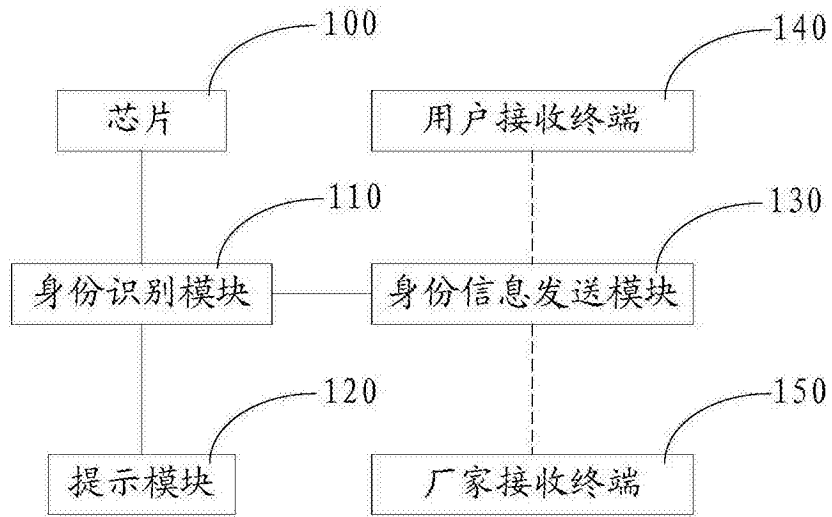 100
140
芯片
用户接收终端
110
130
身份识别模块
身份信息发送模块
120
150
提示模块
厂家接收终端